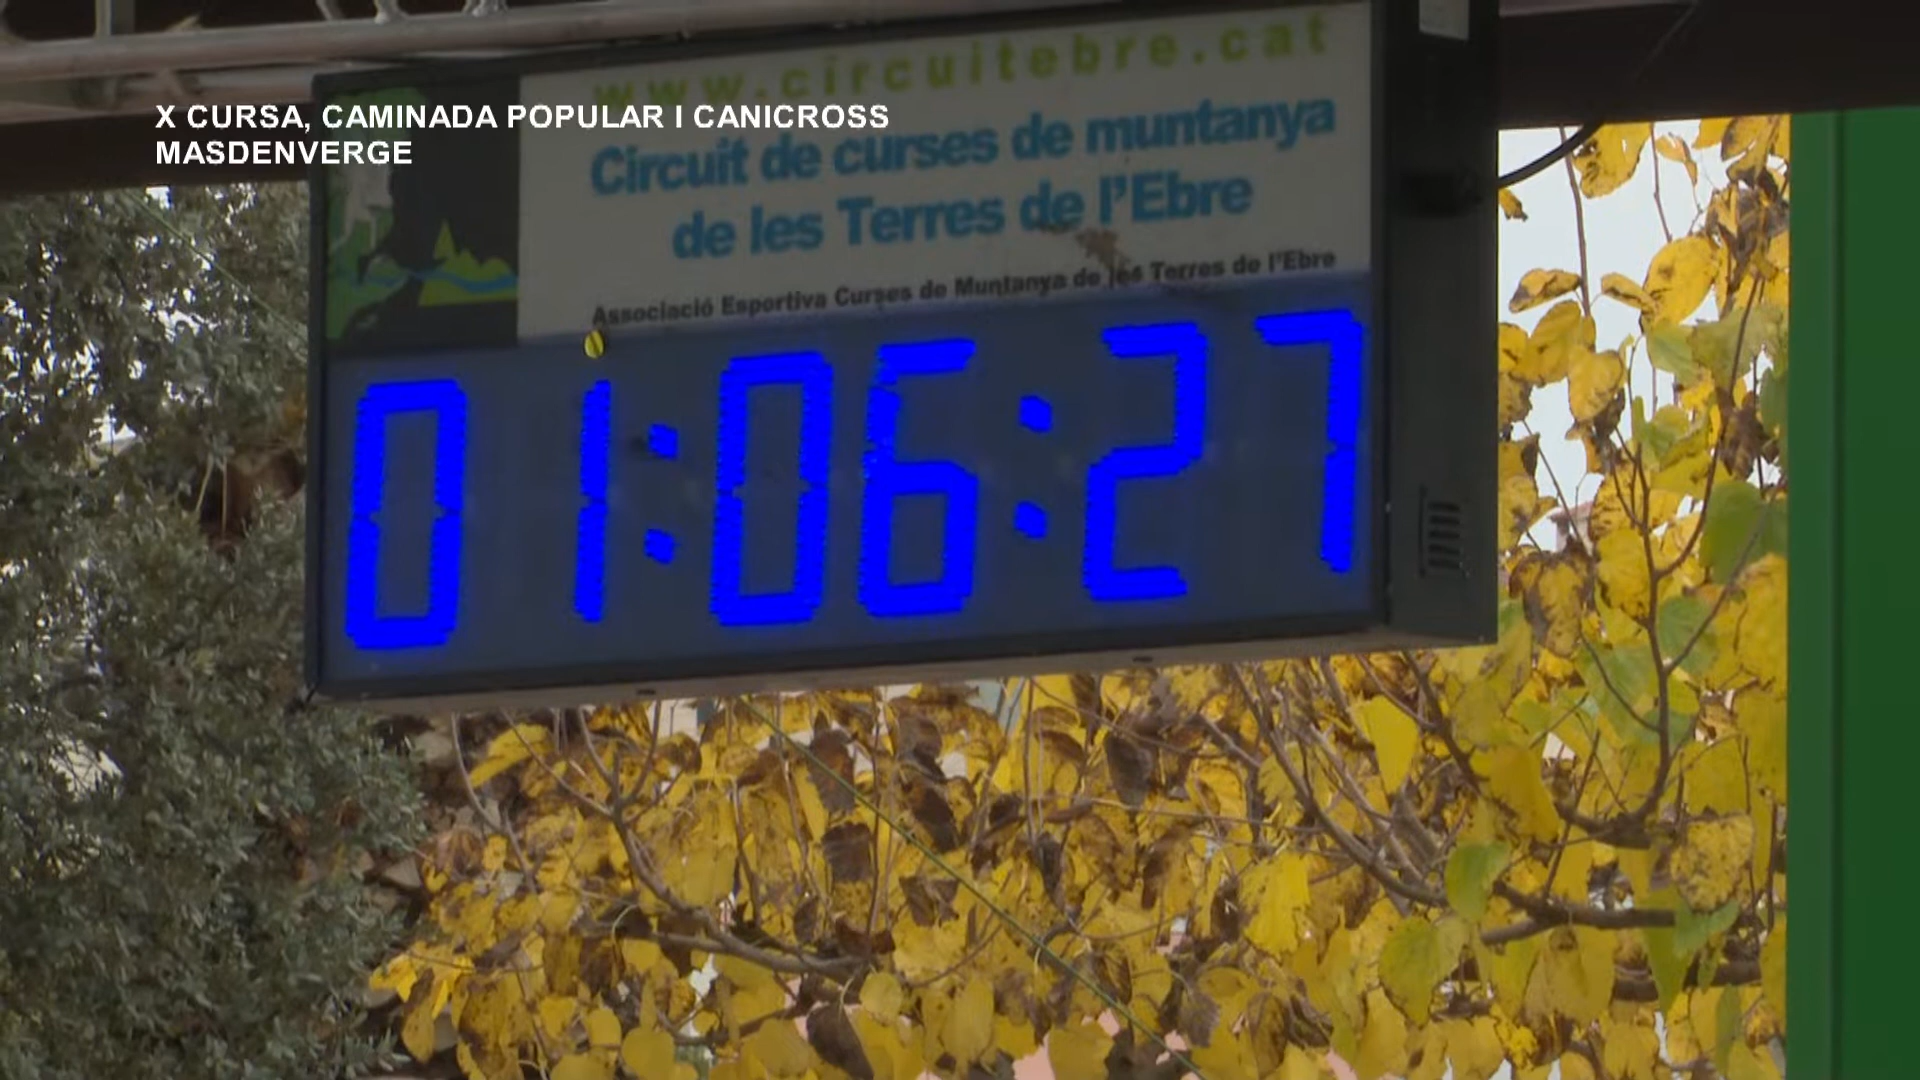 www.circuitebre.cat
X CURSA, CAMINADA POPULAR I CANICROSS
MASDENVERGE
Circuit de curses de muntanya
de les Terres de l'Ebre
Associació Esportiva Curses de Muntanya de les Terres de l'Ebre
01:06:27